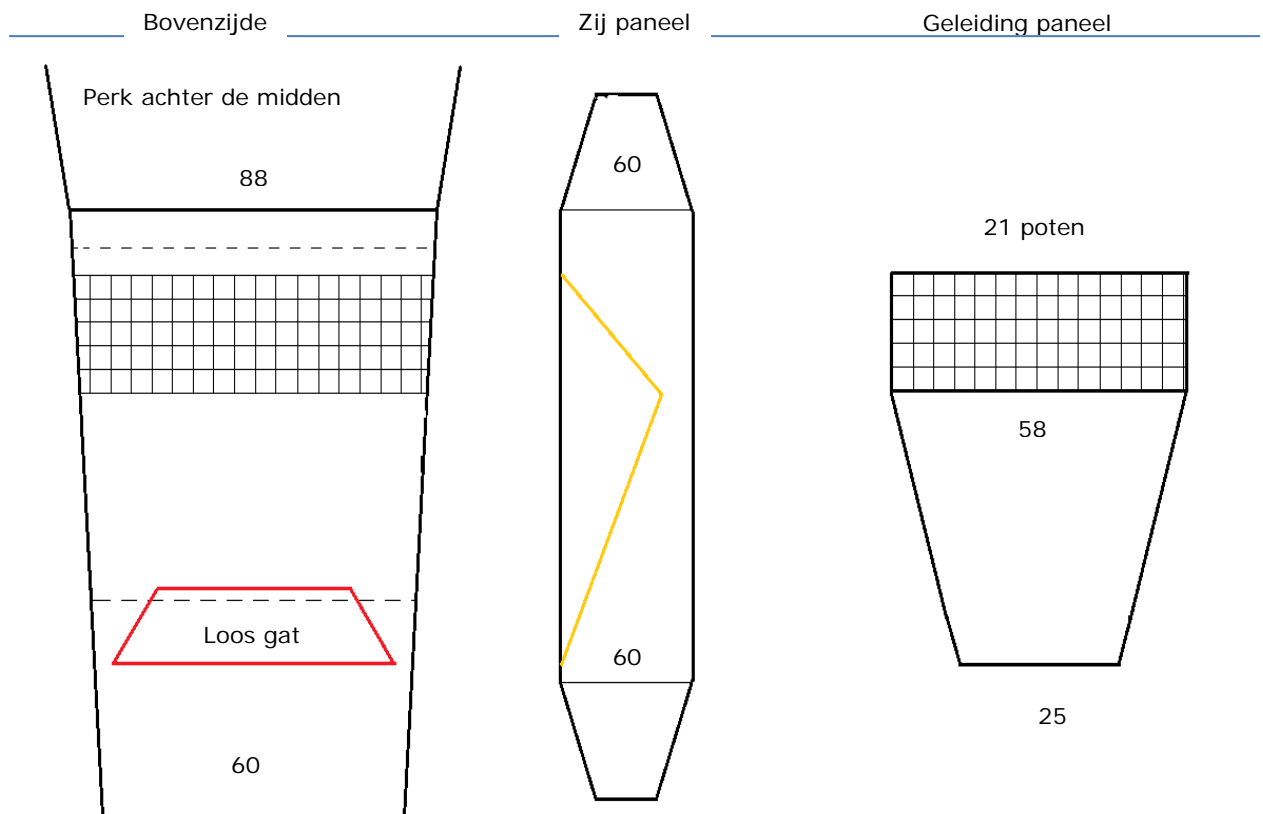 Bovenzijde
Zij paneel
Geleiding paneel
Perk achter de midden
88
60
21 poten
58
Loos gat
60
25
60